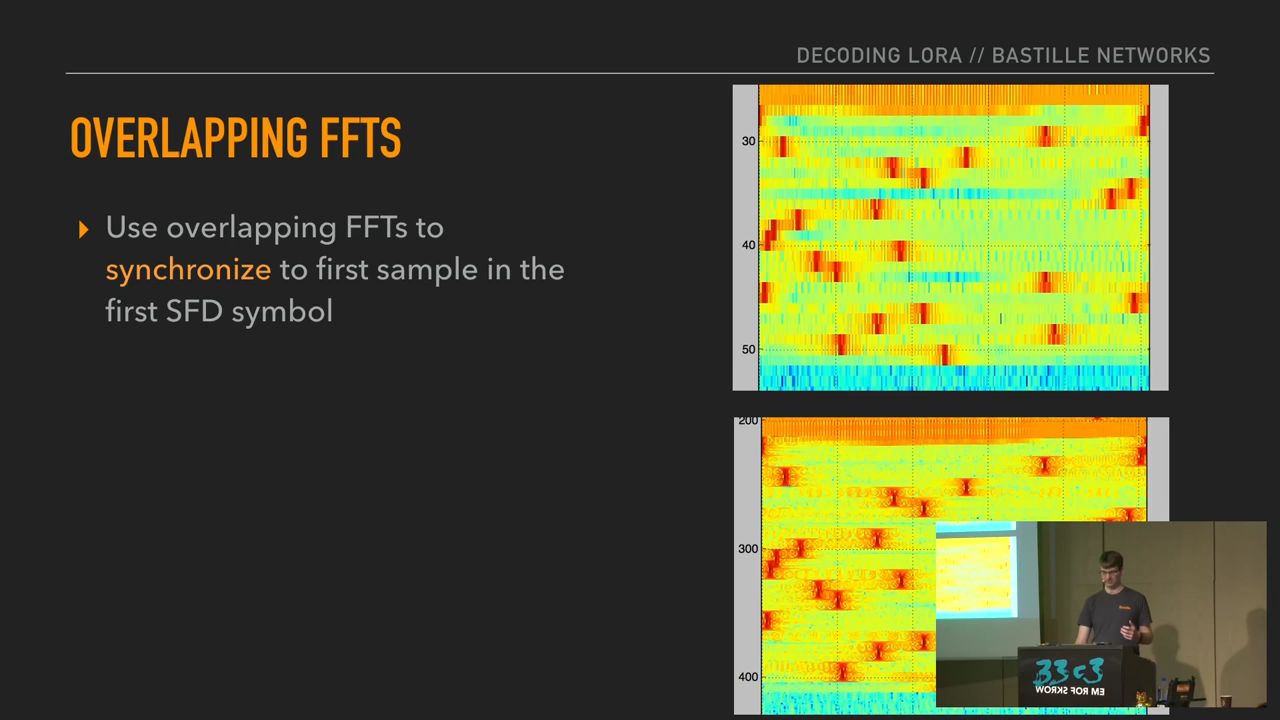 DECODING LORA // BASTILLE NETWORKS
OVERLAPPING FFTS
Use overlapping FFTs to
synchronize to first sample in the
first SFD symbol
30
40
50
200
300
400
33c3
WORKS FOR ME